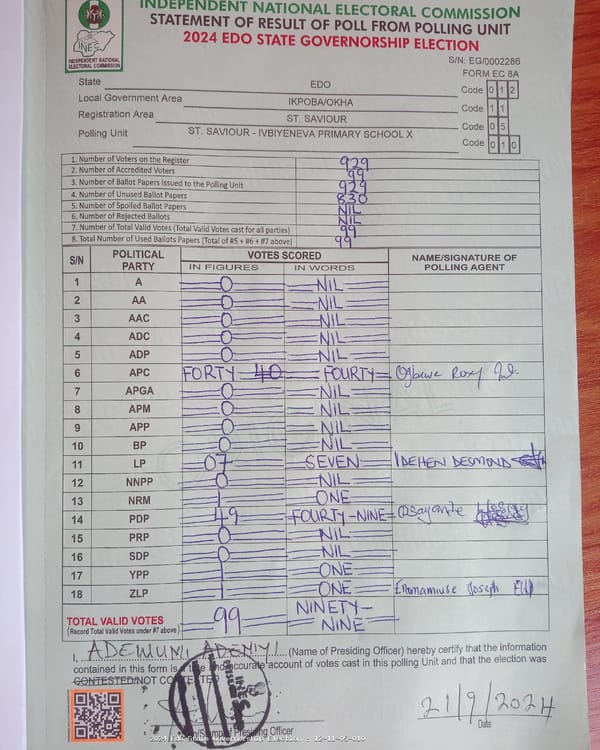 INDEPENDENT NATIONAL ELECTORAL COMMISSION
STATEMENT OF RESULT OF POLL FROM POLLING UNIT
2024 EDO STATE GOVERNORSHIP ELECTION
INEC
INDEPENDENT NATIONAL
ELECTORAL COMMISSION
S/N: EG/0002286
FORM EC 8A
State EDO Code 0 1 2
Local Government Area IKPOBA/OKHA Code 1 1
Registration Area ST. SAVIOUR Code 0 5
Polling Unit ST. SAVIOUR - IVBIYENEVA PRIMARY SCHOOL X Code 0 1 0
1. Number of Voters on the Register 929
2. Number of Accredited Voters 99
3. Number of Ballot Papers Issued to the Polling Unit 929
4. Number of Unused Ballot Papers 830
5. Number of Spoiled Ballot Papers NIL
6. Number of Rejected Ballots NIL
7. Number of Total Valid Votes (Total Valid Votes cast for all parties) 99
8. Total Number of Used Ballots Papers (Total of #5 + #6 + #7 above) 99
S/N POLITICAL PARTY VOTES SCORED NAME/SIGNATURE OF POLLING AGENT
IN FIGURES IN WORDS
1 A 0 NIL
2 AA 0 NIL
3 AAC 0 NIL
4 ADC 0 NIL
5 ADP 0 NIL
6 APC FORTY 40 FOURTY Roxy
7 APGA 0 NIL
8 APM 0 NIL
9 APP 0 NIL
10 BP 0 NIL
11 LP 07 SEVEN IDEHEN DESMOND
12 NNPP 0 NIL
13 NRM 1 ONE
14 PDP 49 FOURTY-NINE Osayande
15 PRP 0 NIL
16 SDP 0 NIL
17 YPP 1 ONE
18 ZLP 1 ONE Joseph
TOTAL VALID VOTES 99 NINETY-NINE
(Record Total Valid Votes under #7 above)
I, ADEWUMI ADENIYI (Name of Presiding Officer) hereby certify that the information
contained in this form is a true and accurate account of votes cast in this polling Unit and that the election was
CONTESTED/NOT CONTESTED
21/9/2024
Date
Presiding Officer
2024 Edo State Governorship Election - 12-11-05-010